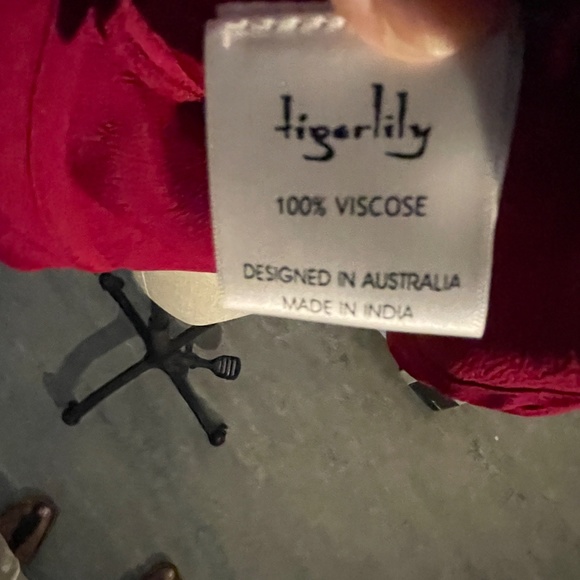 tigerlily
100% VISCOSE
DESIGNED IN AUSTRALIA
MADE IN INDIA